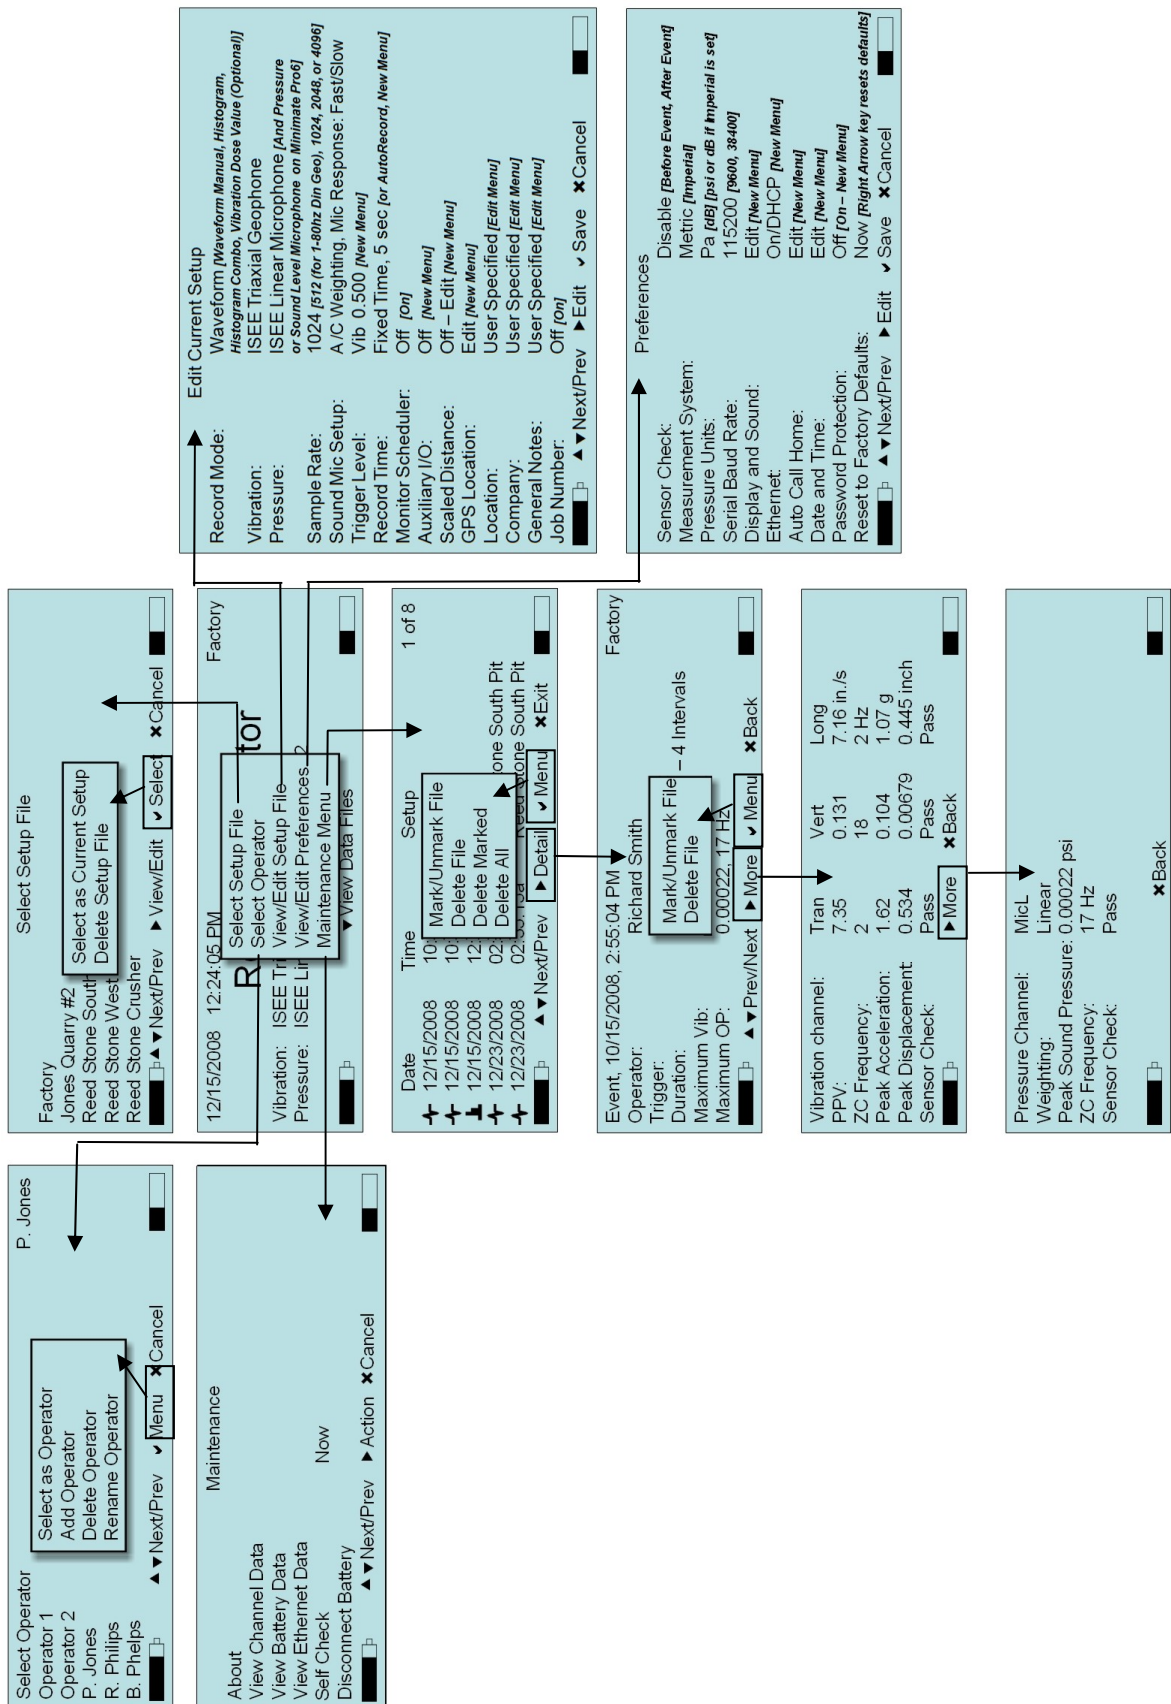 Select Operator
P. Jones
Operator 1
Operator 2
P. Jones
R. Philips
B. Phelps
Select as Operator
Add Operator
Delete Operator
Rename Operator
▲▼Next/Prev ✔Menu ✖Cancel
Maintenance
About
View Channel Data
View Battery Data
View Ethernet Data
Self Check Now
Disconnect Battery
▲▼Next/Prev ▶Action ✖Cancel
Select Setup File
Factory
Jones Quarry #2
Reed Stone South
Reed Stone West
Reed Stone Crusher
Select as Current Setup
Delete Setup File
▲▼Next/Prev ▶View/Edit ✔Select ✖Cancel
12/15/2008 12:24:05 PM Factory
R tor
Vibration: ISEE Tri
Pressure: ISEE Lin 2
Select Setup File
Select Operator
View/Edit Setup File
View/Edit Preferences
Maintenance Menu
▼View Data Files
Date Time Setup 1 of 8
12/15/2008 10:
12/15/2008 10:
12/15/2008 12:
12/23/2008 02: one South Pit
12/23/2008 Reed Stone South Pit
Mark/Unmark File
Delete File
Delete Marked
Delete All
▲▼Next/Prev ▶Detail ✔Menu ✖Exit
Event, 10/15/2008, 2:55:04 PM Factory
Operator: Richard Smith
Trigger:
Duration: – 4 Intervals
Maximum Vib:
Maximum OP: 0.00022, 17 Hz
Mark/Unmark File
Delete File
▲▼Prev/Next ▶More ✔Menu ✖Back
Vibration channel: Tran Vert Long
PPV: 7.35 0.131 7.16 in./s
ZC Frequency: 2 18 2 Hz
Peak Acceleration: 1.62 0.104 1.07 g
Peak Displacement: 0.534 0.00679 0.445 inch
Sensor Check: Pass Pass Pass
▶More ✖Back
Pressure Channel: MicL
Weighting: Linear
Peak Sound Pressure: 0.00022 psi
ZC Frequency: 17 Hz
Sensor Check: Pass
✖Back
Edit Current Setup
Record Mode: Waveform [Waveform Manual, Histogram,
Histogram Combo, Vibration Dose Value (Optional)]
Vibration: ISEE Triaxial Geophone
Pressure: ISEE Linear Microphone [And Pressure
or Sound Level Microphone on Minimate Pro6]
Sample Rate: 1024 [512 (for 1-80hz Din Geo), 1024, 2048, or 4096]
Sound Mic Setup: A/C Weighting, Mic Response: Fast/Slow
Trigger Level: Vib 0.500 [New Menu]
Record Time: Fixed Time, 5 sec [or AutoRecord, New Menu]
Monitor Scheduler: Off [On]
Auxiliary I/O: Off [New Menu]
Scaled Distance: Off – Edit [New Menu]
GPS Location: Edit [New Menu]
Location: User Specified [Edit Menu]
Company: User Specified [Edit Menu]
General Notes: User Specified [Edit Menu]
Job Number: Off [On]
▲▼Next/Prev ▶Edit ✔Save ✖Cancel
Preferences
Sensor Check: Disable [Before Event, After Event]
Measurement System: Metric [Imperial]
Pressure Units: Pa [dB] [psi or dB if Imperial is set]
Serial Baud Rate: 115200 [9600, 38400]
Display and Sound: Edit [New Menu]
Ethernet: On/DHCP [New Menu]
Auto Call Home: Edit [New Menu]
Date and Time: Edit [New Menu]
Password Protection: Off [On – New Menu]
Reset to Factory Defaults: Now [Right Arrow key resets defaults]
▲▼Next/Prev ▶Edit ✔Save ✖Cancel